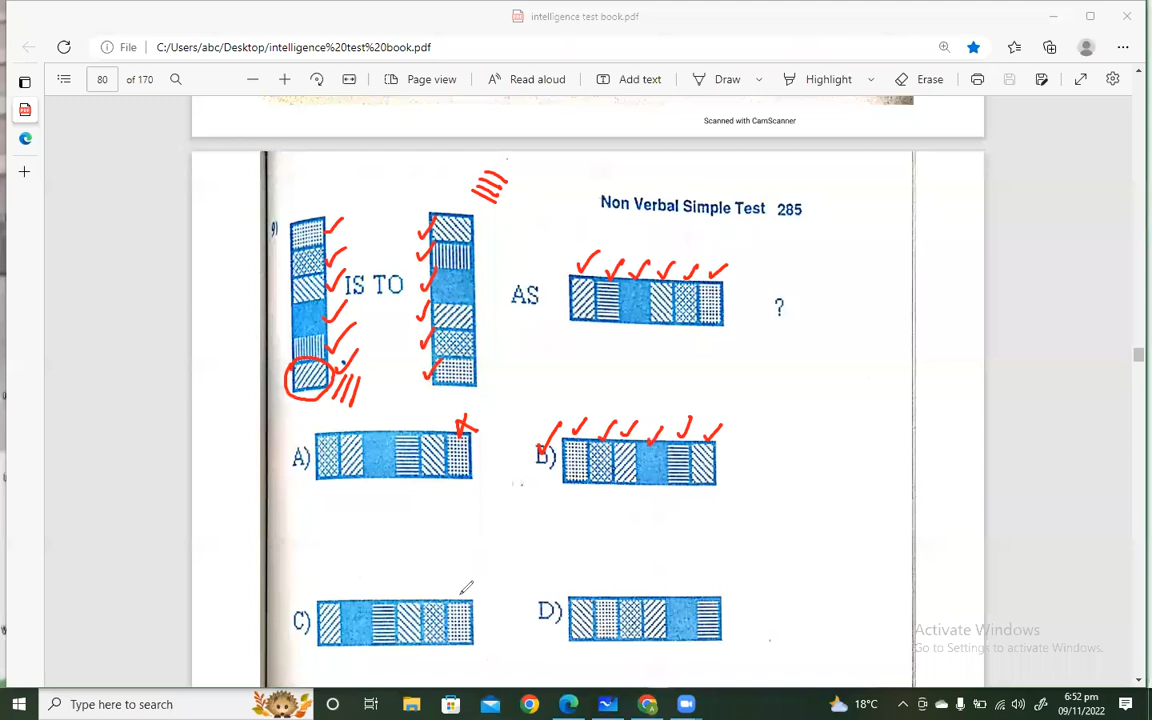 intelligence test book.pdf
File C:/Users/abc/Desktop/intelligence%20test%20book.pdf
80 of 170 Page view Read aloud Add text Draw Highlight Erase
Scanned with CamScanner
Non Verbal Simple Test 285
9)
IS TO
AS
?
A)
B)
C)
D)
Activate Windows
Go to Settings to activate Windows.
Type here to search
18°C
6:52 pm
09/11/2022